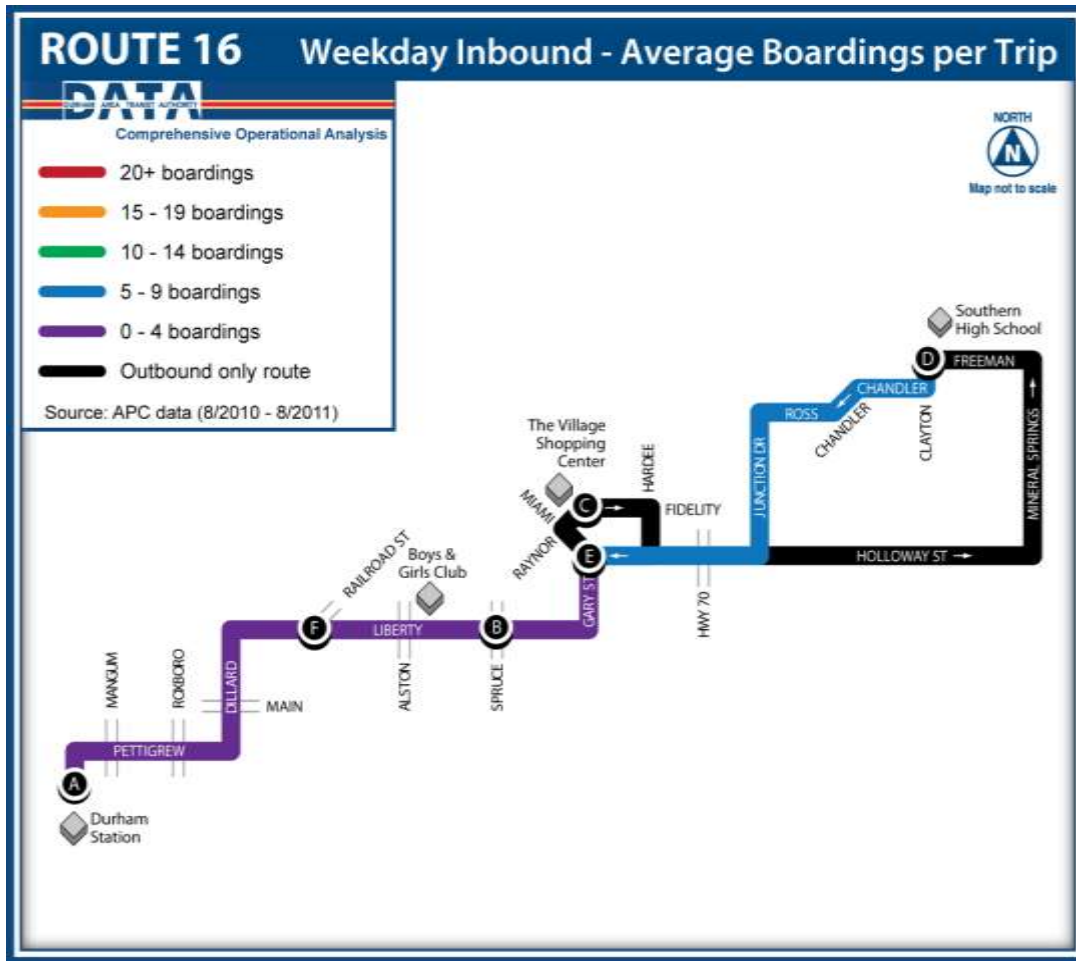 ROUTE 16 Weekday Inbound - Average Boardings per Trip
DATA
DURHAM AREA TRANSIT AUTHORITY
Comprehensive Operational Analysis
20+ boardings
15 - 19 boardings
10 - 14 boardings
5 - 9 boardings
0 - 4 boardings
Outbound only route
Source: APC data (8/2010 - 8/2011)
NORTH
N
Map not to scale
Southern
High School
D
FREEMAN
CHANDLER
ROSS
CHANDLER
CLAYTON
MINERAL SPRINGS
JUNCTION DR
The Village
Shopping
Center
HARDEE
MIAMI
C
FIDELITY
RAYNOR
E
HOLLOWAY ST
HWY 70
GARY ST
RAILROAD ST
Boys &
Girls Club
F
LIBERTY
B
ALSTON
SPRUCE
MANGUM
ROXBORO
DILLARD
MAIN
PETTIGREW
A
Durham
Station